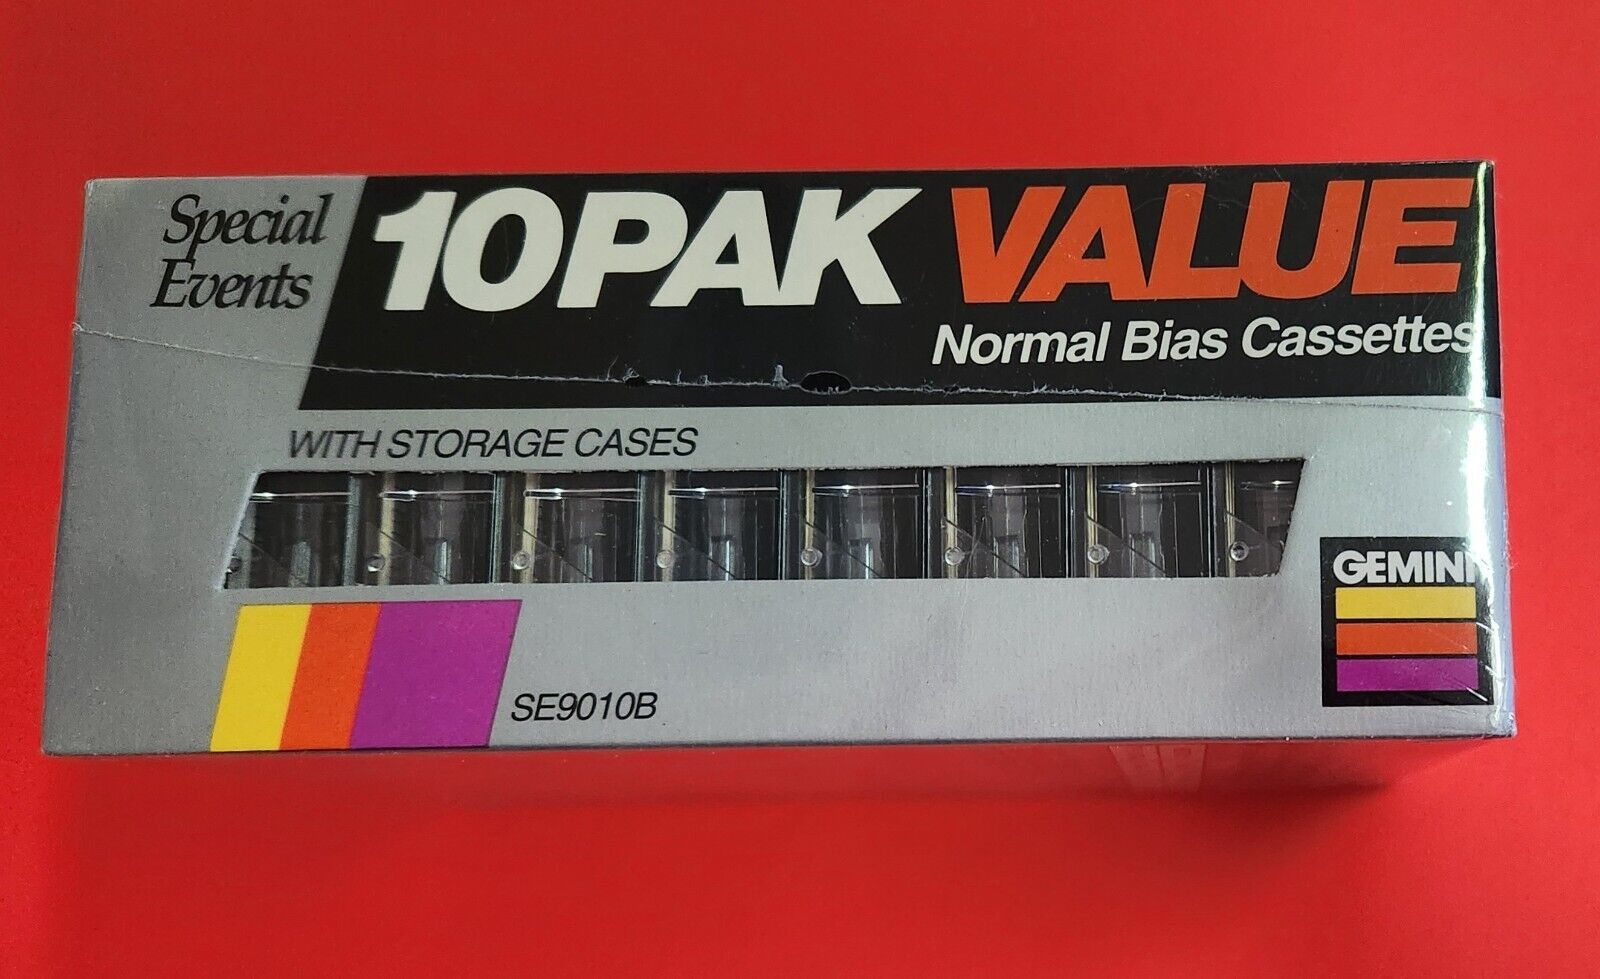 Special
Events
10PAK VALUE
Normal Bias Cassettes
WITH STORAGE CASES
GEMINI
SE9010B